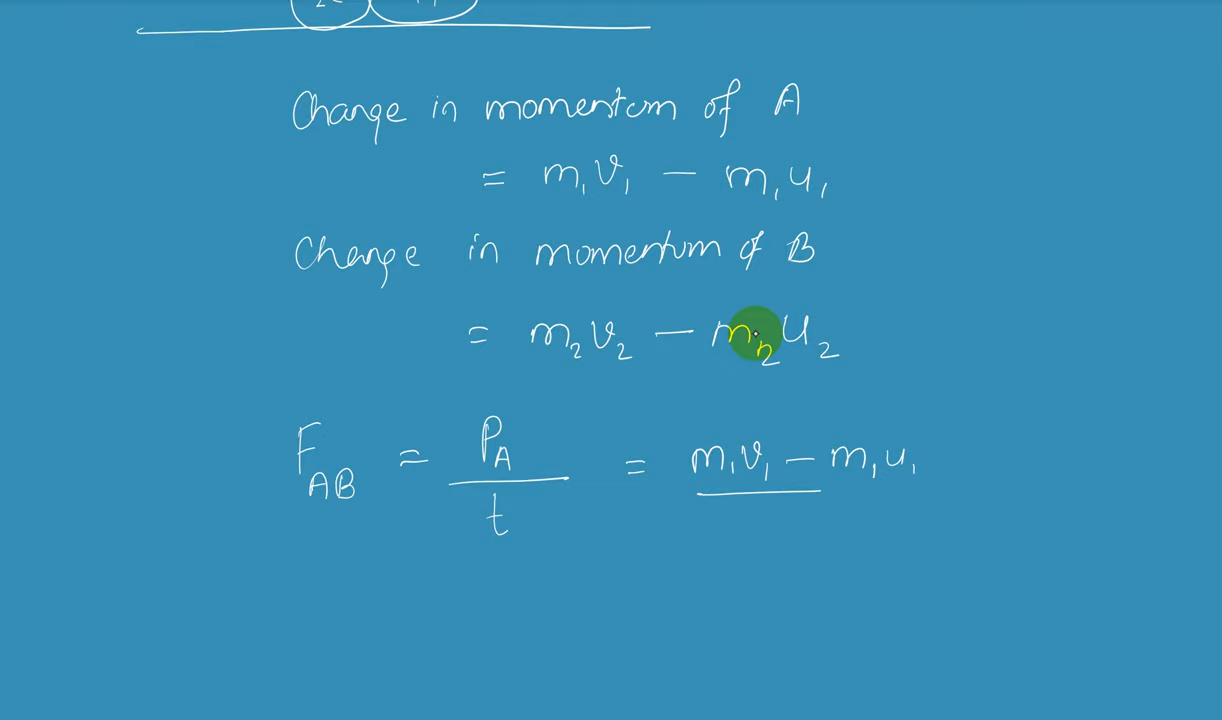 Change in momentum of A
= m₁v₁ − m₁u₁
Change in momentum of B
= m₂v₂ − m₂u₂
F_AB = P_A / t = m₁v₁ − m₁u₁